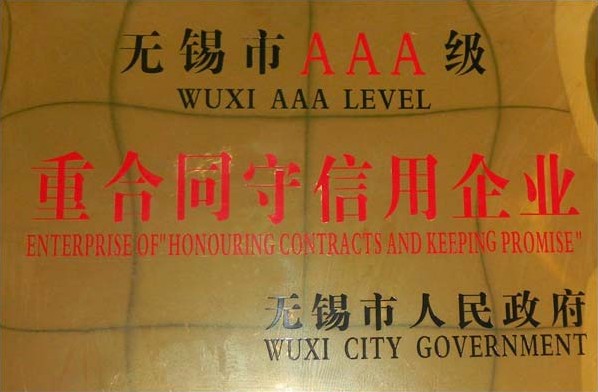 无锡市AAA级
WUXI AAA LEVEL
重合同守信用企业
ENTERPRISE OF"HONOURING CONTRACTS AND KEEPING PROMISE"
无锡市人民政府
WUXI CITY GOVERNMENT